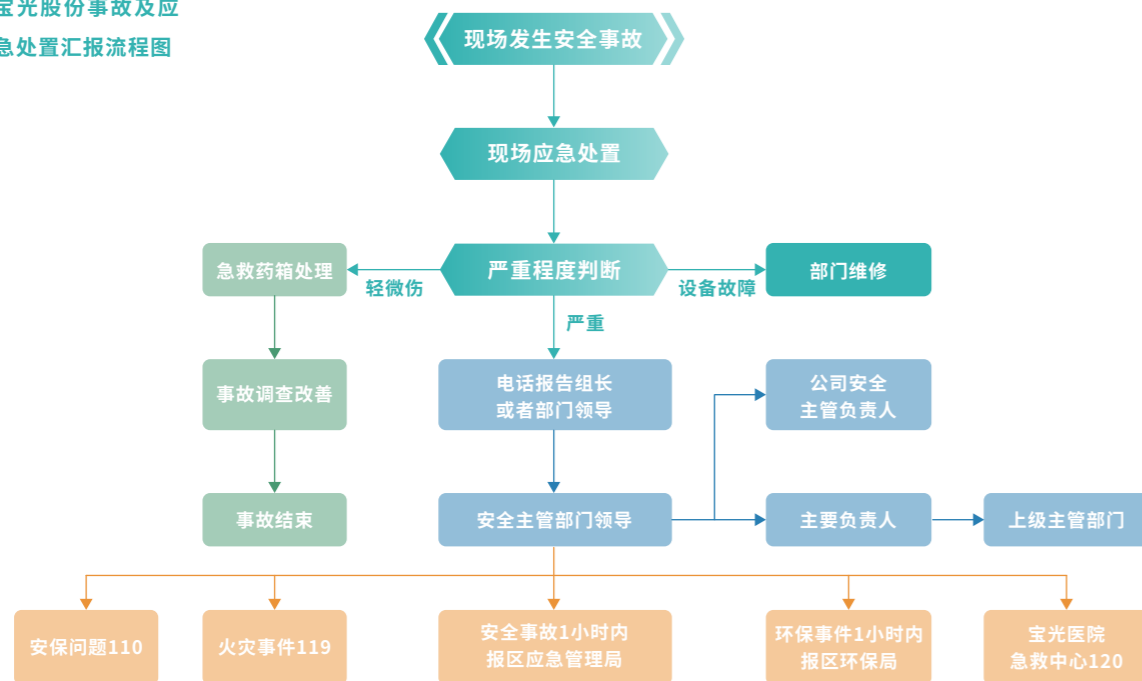 宝光股份事故及应
急处置汇报流程图
现场发生安全事故
现场应急处置
急救药箱处理
严重程度判断
部门维修
轻微伤
设备故障
严重
事故调查改善
电话报告组长
或者部门领导
公司安全
主管负责人
事故结束
安全主管部门领导
主要负责人
上级主管部门
安保问题110
火灾事件119
安全事故1小时内
报区应急管理局
环保事件1小时内
报区环保局
宝光医院
急救中心120